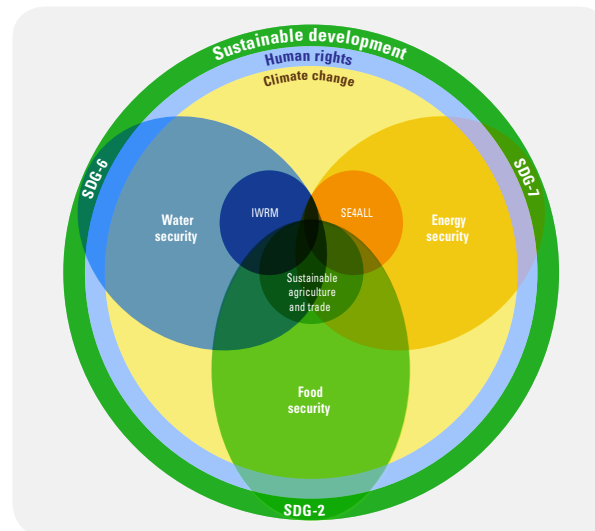 Sustainable development
Human rights
Climate change
SDG-6
SDG-7
IWRM
SE4ALL
Water
security
Energy
security
Sustainable
agriculture
and trade
Food
security
SDG-2